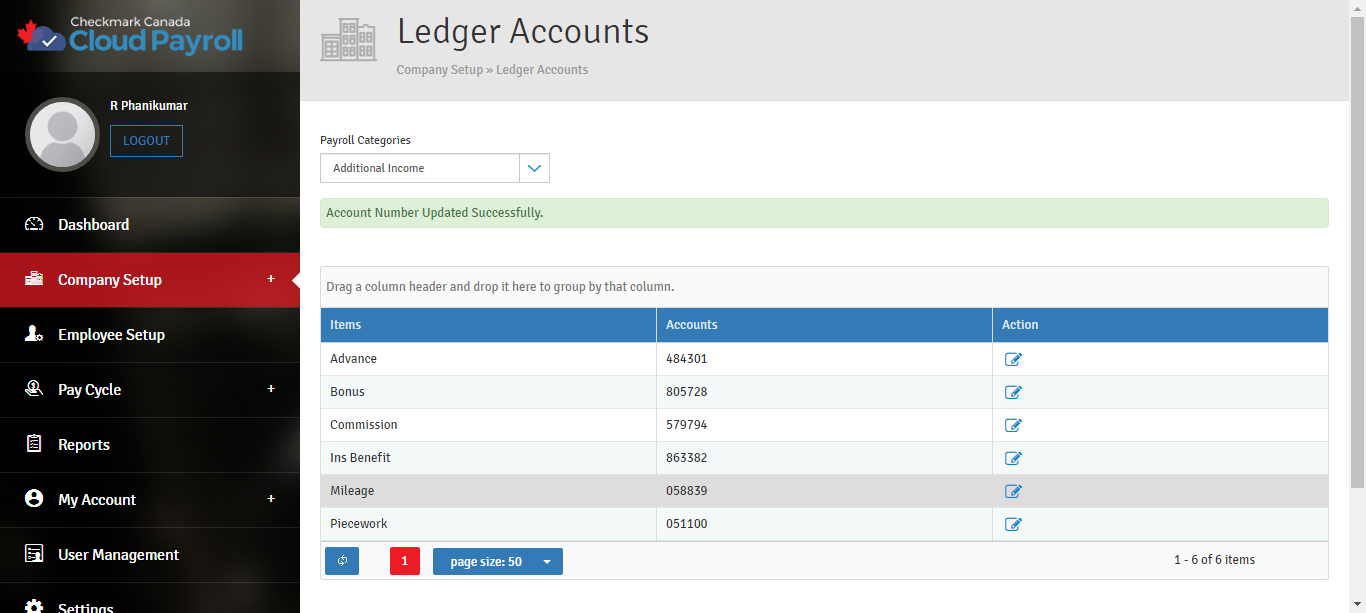 Checkmark Canada
Cloud Payroll
R Phanikumar
LOGOUT
Dashboard
Company Setup +
Employee Setup
Pay Cycle +
Reports
My Account +
User Management
Settings
Ledger Accounts
Company Setup » Ledger Accounts
Payroll Categories
Additional Income
Account Number Updated Successfully.
Drag a column header and drop it here to group by that column.
Items Accounts Action
Advance 484301
Bonus 805728
Commission 579794
Ins Benefit 863382
Mileage 058839
Piecework 051100
1 page size: 50 1 - 6 of 6 items